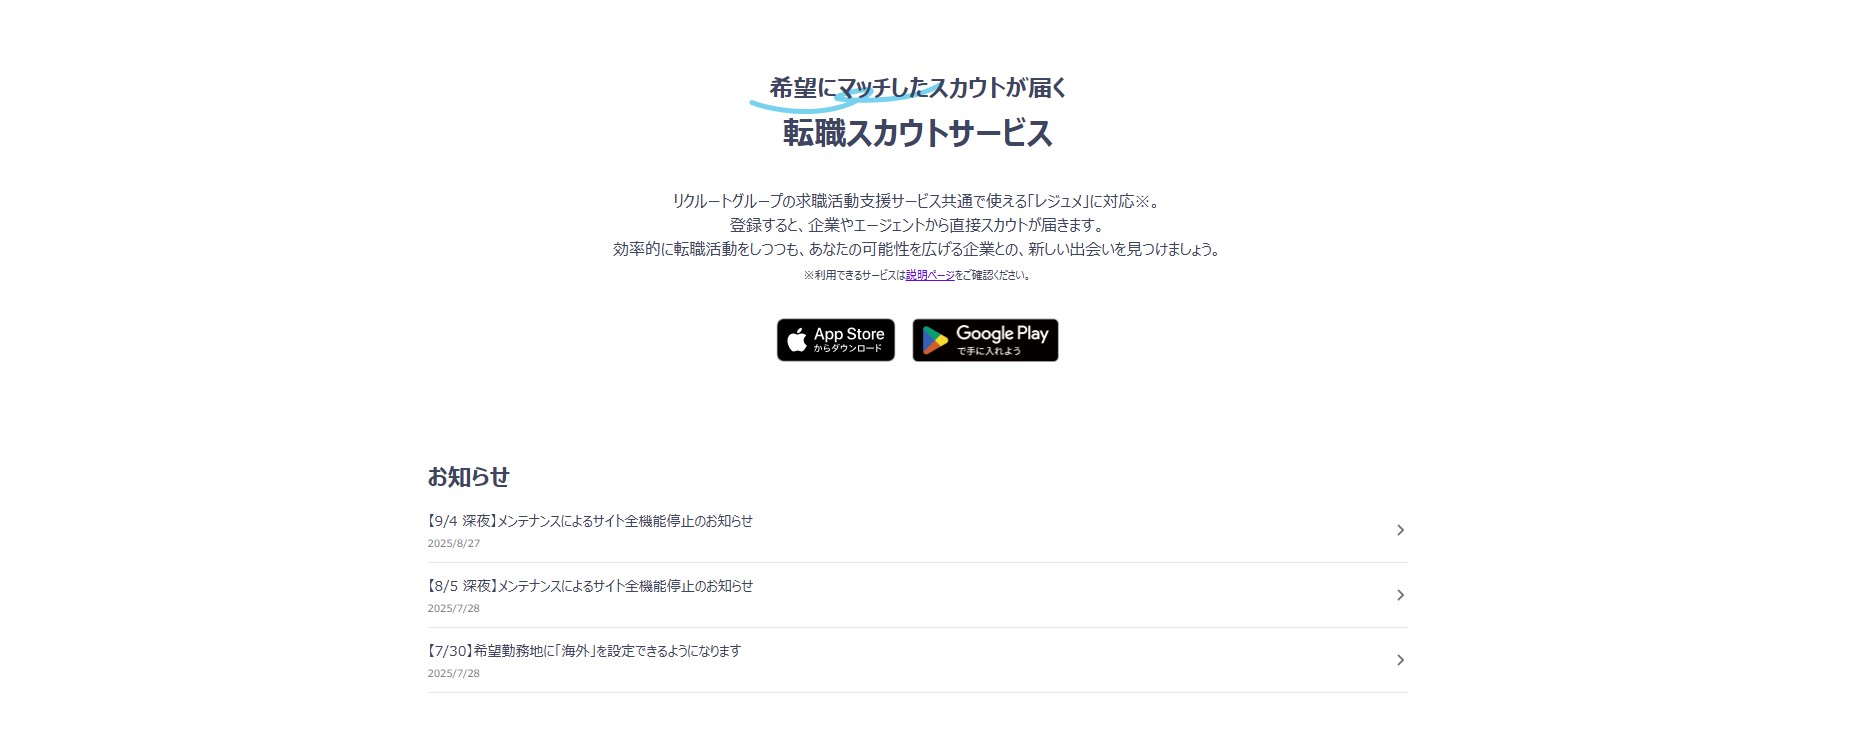 希望にマッチしたスカウトが届く
転職スカウトサービス
リクルートグループの求職活動支援サービス共通で使える「レジュメ」に対応※。
登録すると、企業やエージェントから直接スカウトが届きます。
効率的に転職活動をしつつも、あなたの可能性を広げる企業との、新しい出会いを見つけましょう。
※利用できるサービスは説明ページをご確認ください。
App Store
からダウンロード
Google Play
で手に入れよう
お知らせ
【9/4 深夜】メンテナンスによるサイト全機能停止のお知らせ
2025/8/27
【8/5 深夜】メンテナンスによるサイト全機能停止のお知らせ
2025/7/28
【7/30】希望勤務地に「海外」を設定できるようになります
2025/7/28